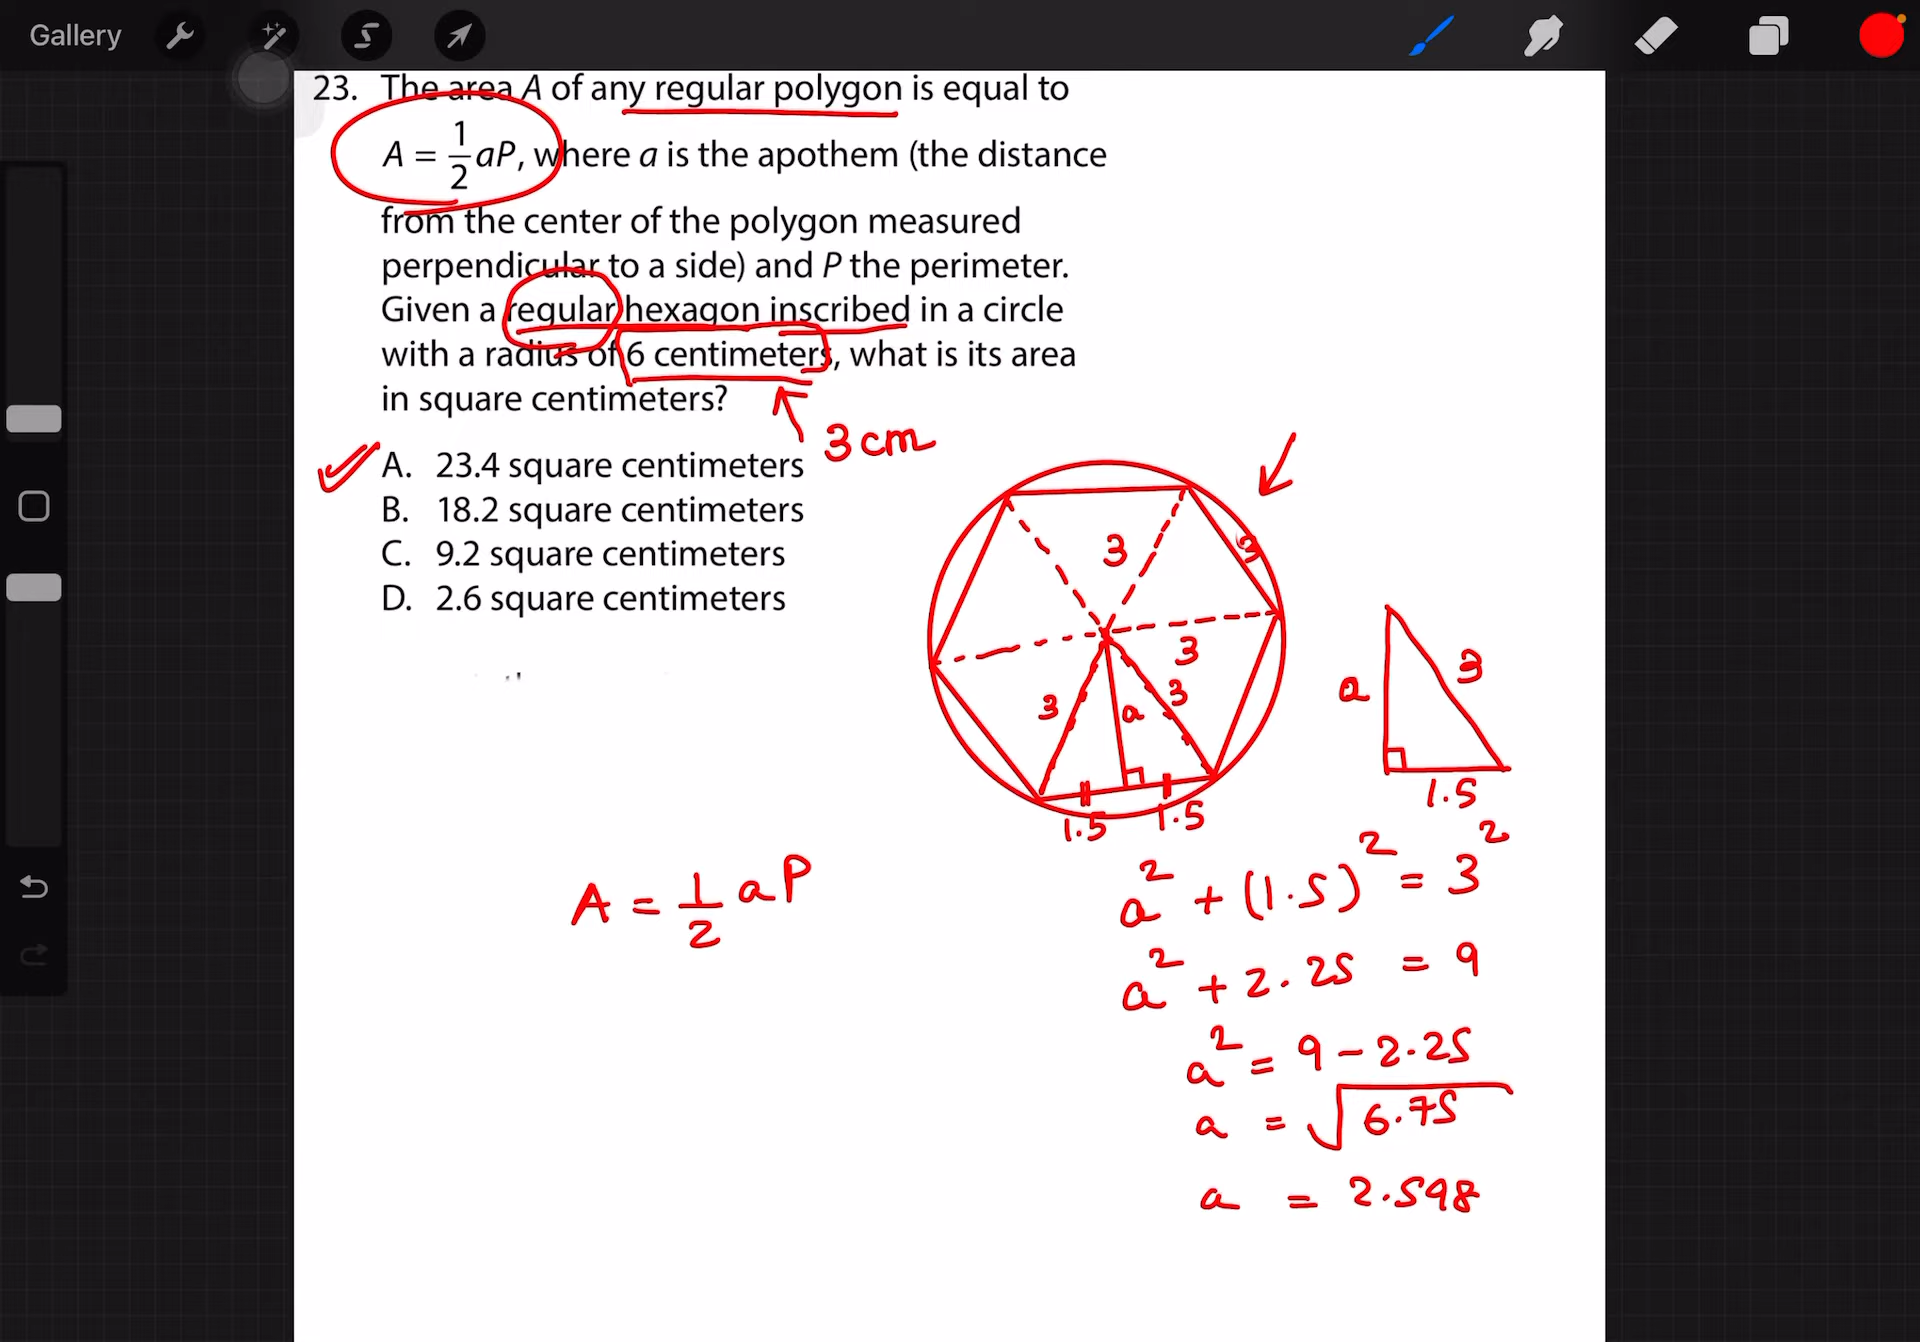 Gallery
23. The area A of any regular polygon is equal to
A = 1/2 aP, where a is the apothem (the distance
from the center of the polygon measured
perpendicular to a side) and P the perimeter.
Given a regular hexagon inscribed in a circle
with a radius of 6 centimeters, what is its area
in square centimeters?
3 cm
A. 23.4 square centimeters
B. 18.2 square centimeters
C. 9.2 square centimeters
D. 2.6 square centimeters
3 3
3
3 a 3
1.5 1.5
a 3
1.5
A = 1/2 aP
a² + (1.5)² = 3²
a² + 2.25 = 9
a² = 9 - 2.25
a = √6.75
a = 2.598